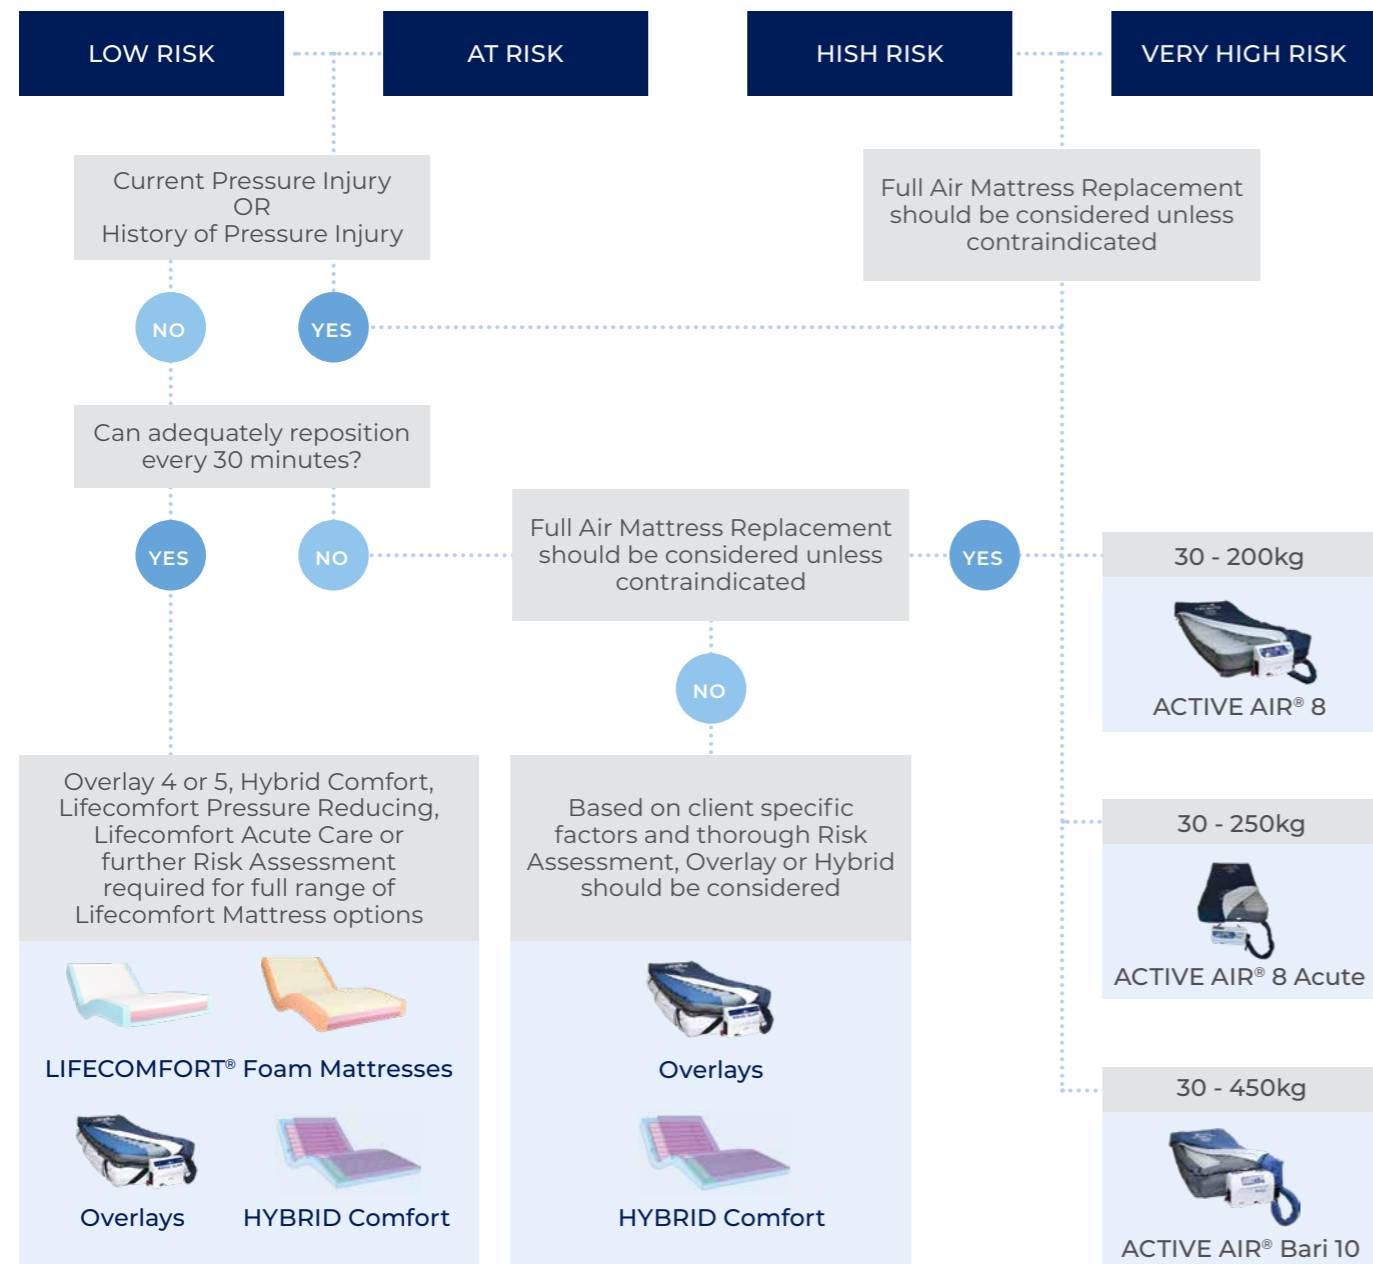 LOW RISK
AT RISK
HISH RISK
VERY HIGH RISK
Current Pressure Injury
OR
History of Pressure Injury
Full Air Mattress Replacement
should be considered unless
contraindicated
NO
YES
Can adequately reposition
every 30 minutes?
YES
NO
Full Air Mattress Replacement
should be considered unless
contraindicated
YES
NO
30 - 200kg
ACTIVE AIR® 8
Overlay 4 or 5, Hybrid Comfort,
Lifecomfort Pressure Reducing,
Lifecomfort Acute Care or
further Risk Assessment
required for full range of
Lifecomfort Mattress options
LIFECOMFORT® Foam Mattresses
Overlays
HYBRID Comfort
Based on client specific
factors and thorough Risk
Assessment, Overlay or Hybrid
should be considered
Overlays
HYBRID Comfort
30 - 250kg
ACTIVE AIR® 8 Acute
30 - 450kg
ACTIVE AIR® Bari 10